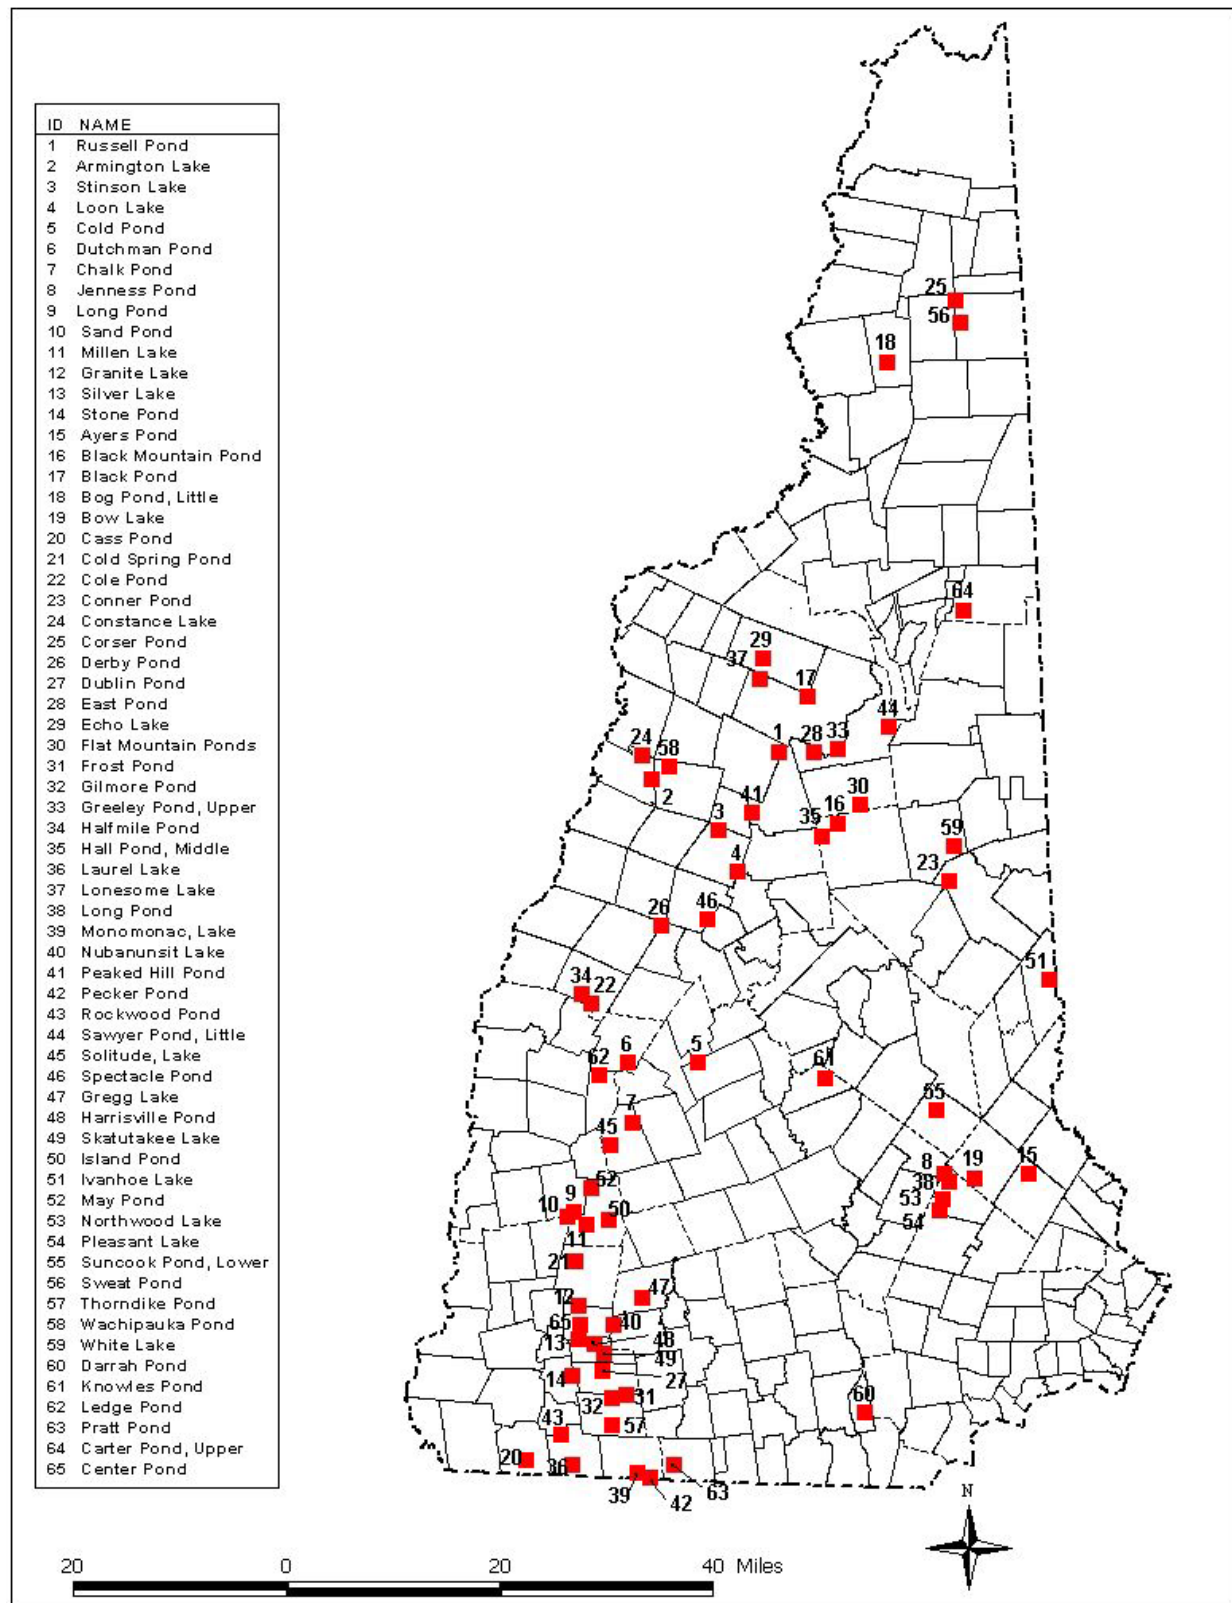 ID NAME
1 Russell Pond
2 Armington Lake
3 Stinson Lake
4 Loon Lake
5 Cold Pond
6 Dutchman Pond
7 Chalk Pond
8 Jenness Pond
9 Long Pond
10 Sand Pond
11 Millen Lake
12 Granite Lake
13 Silver Lake
14 Stone Pond
15 Ayers Pond
16 Black Mountain Pond
17 Black Pond
18 Bog Pond, Little
19 Bow Lake
20 Cass Pond
21 Cold Spring Pond
22 Cole Pond
23 Conner Pond
24 Constance Lake
25 Corser Pond
26 Derby Pond
27 Dublin Pond
28 East Pond
29 Echo Lake
30 Flat Mountain Ponds
31 Frost Pond
32 Gilmore Pond
33 Greeley Pond, Upper
34 Halfmile Pond
35 Hall Pond, Middle
36 Laurel Lake
37 Lonesome Lake
38 Long Pond
39 Monomonac, Lake
40 Nubanunsit Lake
41 Peaked Hill Pond
42 Pecker Pond
43 Rockwood Pond
44 Sawyer Pond, Little
45 Solitude, Lake
46 Spectacle Pond
47 Gregg Lake
48 Harrisville Pond
49 Skatutakee Lake
50 Island Pond
51 Ivanhoe Lake
52 May Pond
53 Northwood Lake
54 Pleasant Lake
55 Suncook Pond, Lower
56 Sweat Pond
57 Thorndike Pond
58 Wachipauka Pond
59 White Lake
60 Darrah Pond
61 Knowles Pond
62 Ledge Pond
63 Pratt Pond
64 Carter Pond, Upper
65 Center Pond
25
56
18
64
29
37
17
44
24
58
1
28
33
2
41
30
3
16
35
59
4
23
46
26
51
34
22
6
5
62
61
55
7
45
8
19
15
52
38
9
53
10
50
54
11
21
47
12
65
40
13
48
49
14
27
32
31
60
43
57
20
36
39
42
63
N
20 0 20 40 Miles